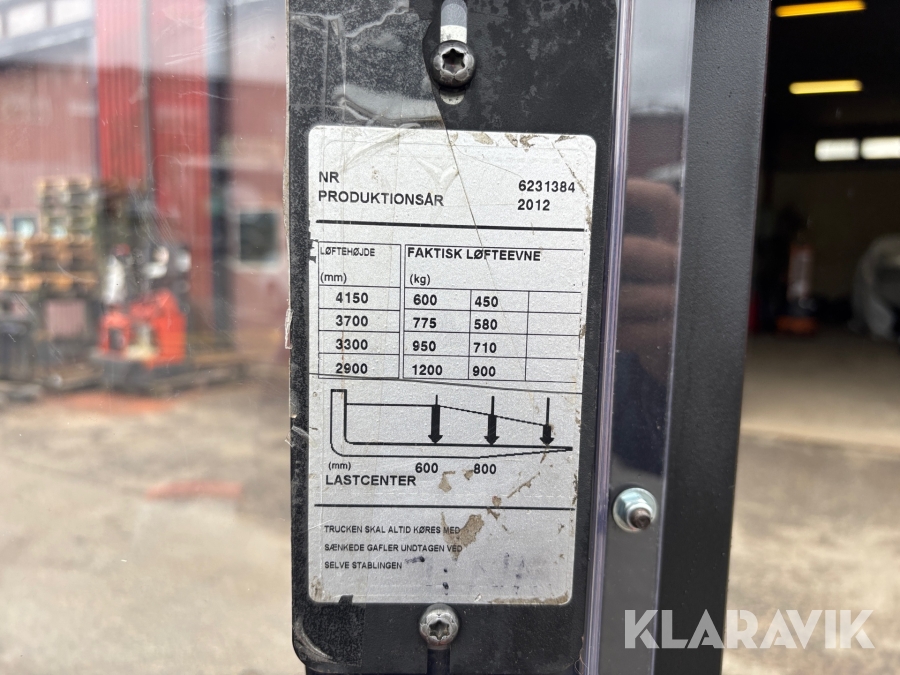 NR 6231384
PRODUKTIONSÅR 2012
LØFTEHØJDE FAKTISK LØFTEEVNE
(mm) (kg)
4150 600 450
3700 775 580
3300 950 710
2900 1200 900
(mm) 600 800
LASTCENTER
TRUCKEN SKAL ALTID KØRES MED
SÆNKEDE GAFLER UNDTAGEN VED
SELVE STABLINGEN
KLARAVIK